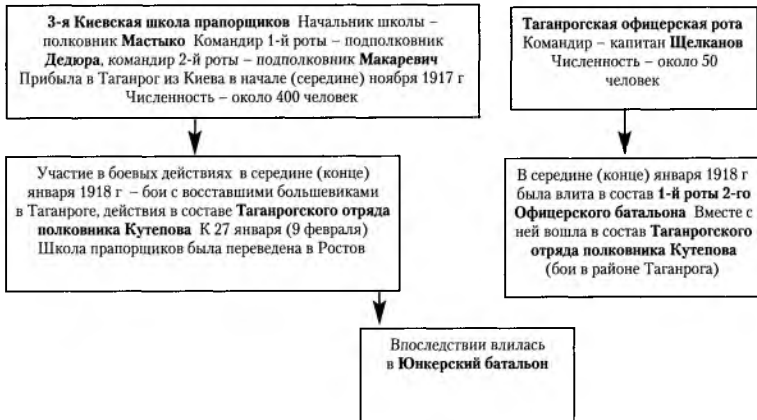 3-я Киевская школа прапорщиков Начальник школы –
полковник Мастыко Командир 1-й роты – подполковник
Дедюра, командир 2-й роты – подполковник Макаревич
Прибыла в Таганрог из Киева в начале (середине) ноября 1917 г
Численность – около 400 человек
Таганрогская офицерская рота
Командир – капитан Щелканов
Численность – около 50
человек
Участие в боевых действиях в середине (конце)
января 1918 г – бои с восставшими большевиками
в Таганроге, действия в составе Таганрогского отряда
полковника Кутепова К 27 января (9 февраля)
Школа прапорщиков была переведена в Ростов
В середине (конце) января 1918 г
была влита в состав 1-й роты 2-го
Офицерского батальона Вместе с
ней вошла в состав Таганрогского
отряда полковника Кутепова
(бои в районе Таганрога)
Впоследствии влилась
в Юнкерский батальон